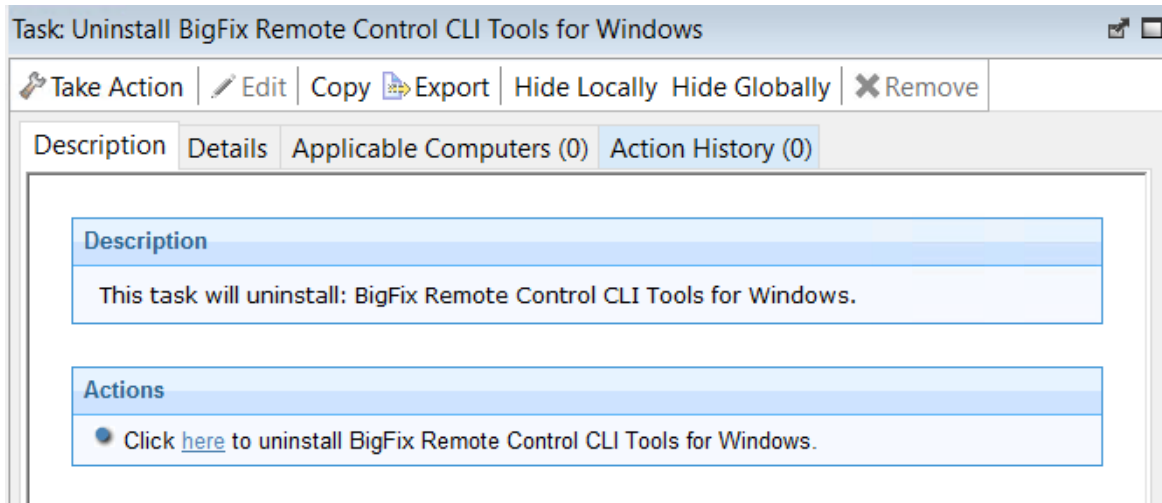 Task: Uninstall BigFix Remote Control CLI Tools for Windows
Take Action Edit Copy Export Hide Locally Hide Globally Remove
Description Details Applicable Computers (0) Action History (0)
Description
This task will uninstall: BigFix Remote Control CLI Tools for Windows.
Actions
Click here to uninstall BigFix Remote Control CLI Tools for Windows.